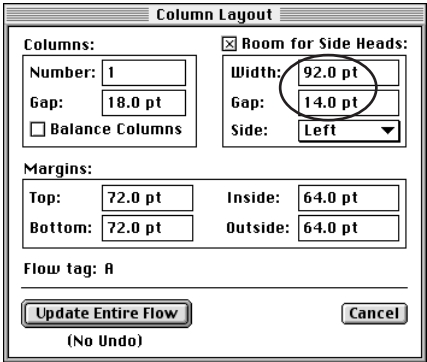 Column Layout
Columns:
Number: 1
Gap: 18.0 pt
Balance Columns
Room for Side Heads:
Width: 92.0 pt
Gap: 14.0 pt
Side: Left
Margins:
Top: 72.0 pt Inside: 64.0 pt
Bottom: 72.0 pt Outside: 64.0 pt
Flow tag: A
Update Entire Flow Cancel
(No Undo)